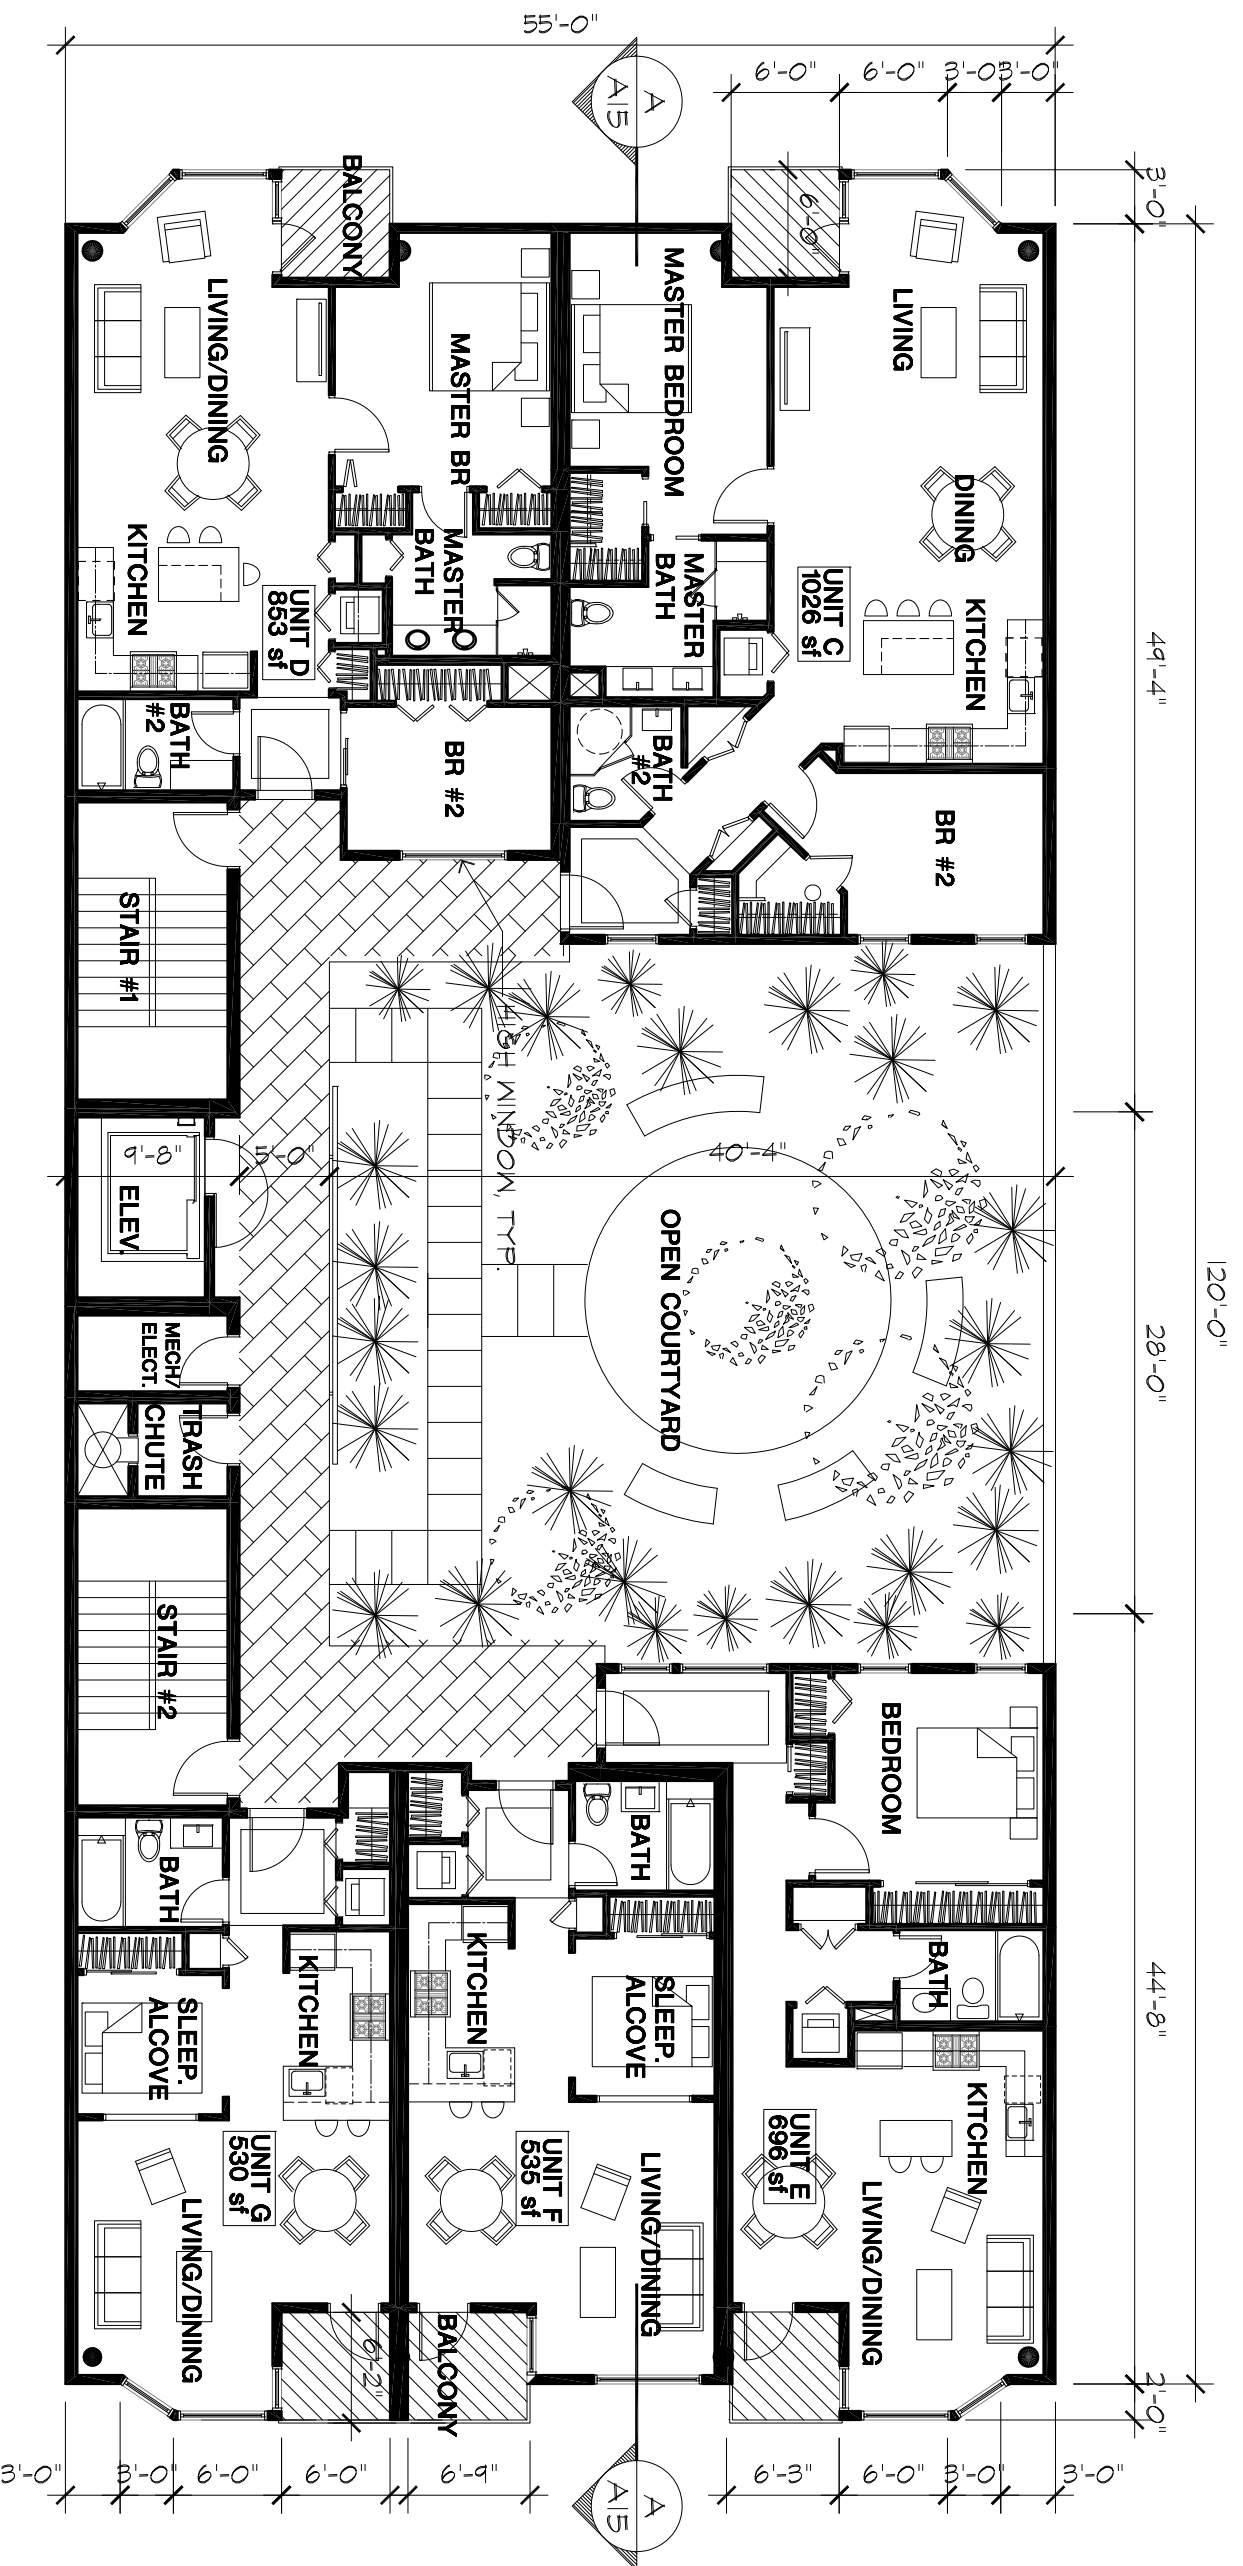 55'-0"
6'-0"
6'-0"
3'-0"
3'-0"
A
A15
3'-0"
BALCONY
6'-0"
LIVING/DINING
MASTER BR
MASTER BEDROOM
LIVING
DINING
KITCHEN
MASTER
BATH
MASTER
BATH
UNIT C
1026 sf
UNIT D
853 sf
KITCHEN
49'-4"
BATH
#2
BR #2
BATH
#2
BR #2
STAIR #1
HIGH WINDOW, TYP.
9'-8"
5'-0"
40'-4"
ELEV.
OPEN COURTYARD
120'-0"
28'-0"
MECH/
ELECT.
TRASH
CHUTE
STAIR #2
BEDROOM
BATH
BATH
BATH
KITCHEN
KITCHEN
SLEEP.
ALCOVE
SLEEP.
ALCOVE
44'-8"
KITCHEN
UNIT G
530 sf
UNIT F
535 sf
UNIT E
696 sf
LIVING/DINING
LIVING/DINING
LIVING/DINING
6'-2"
BALCONY
2'-0"
3'-0"
3'-0"
6'-0"
6'-0"
6'-9"
6'-3"
6'-0"
3'-0"
3'-0"
A
A15